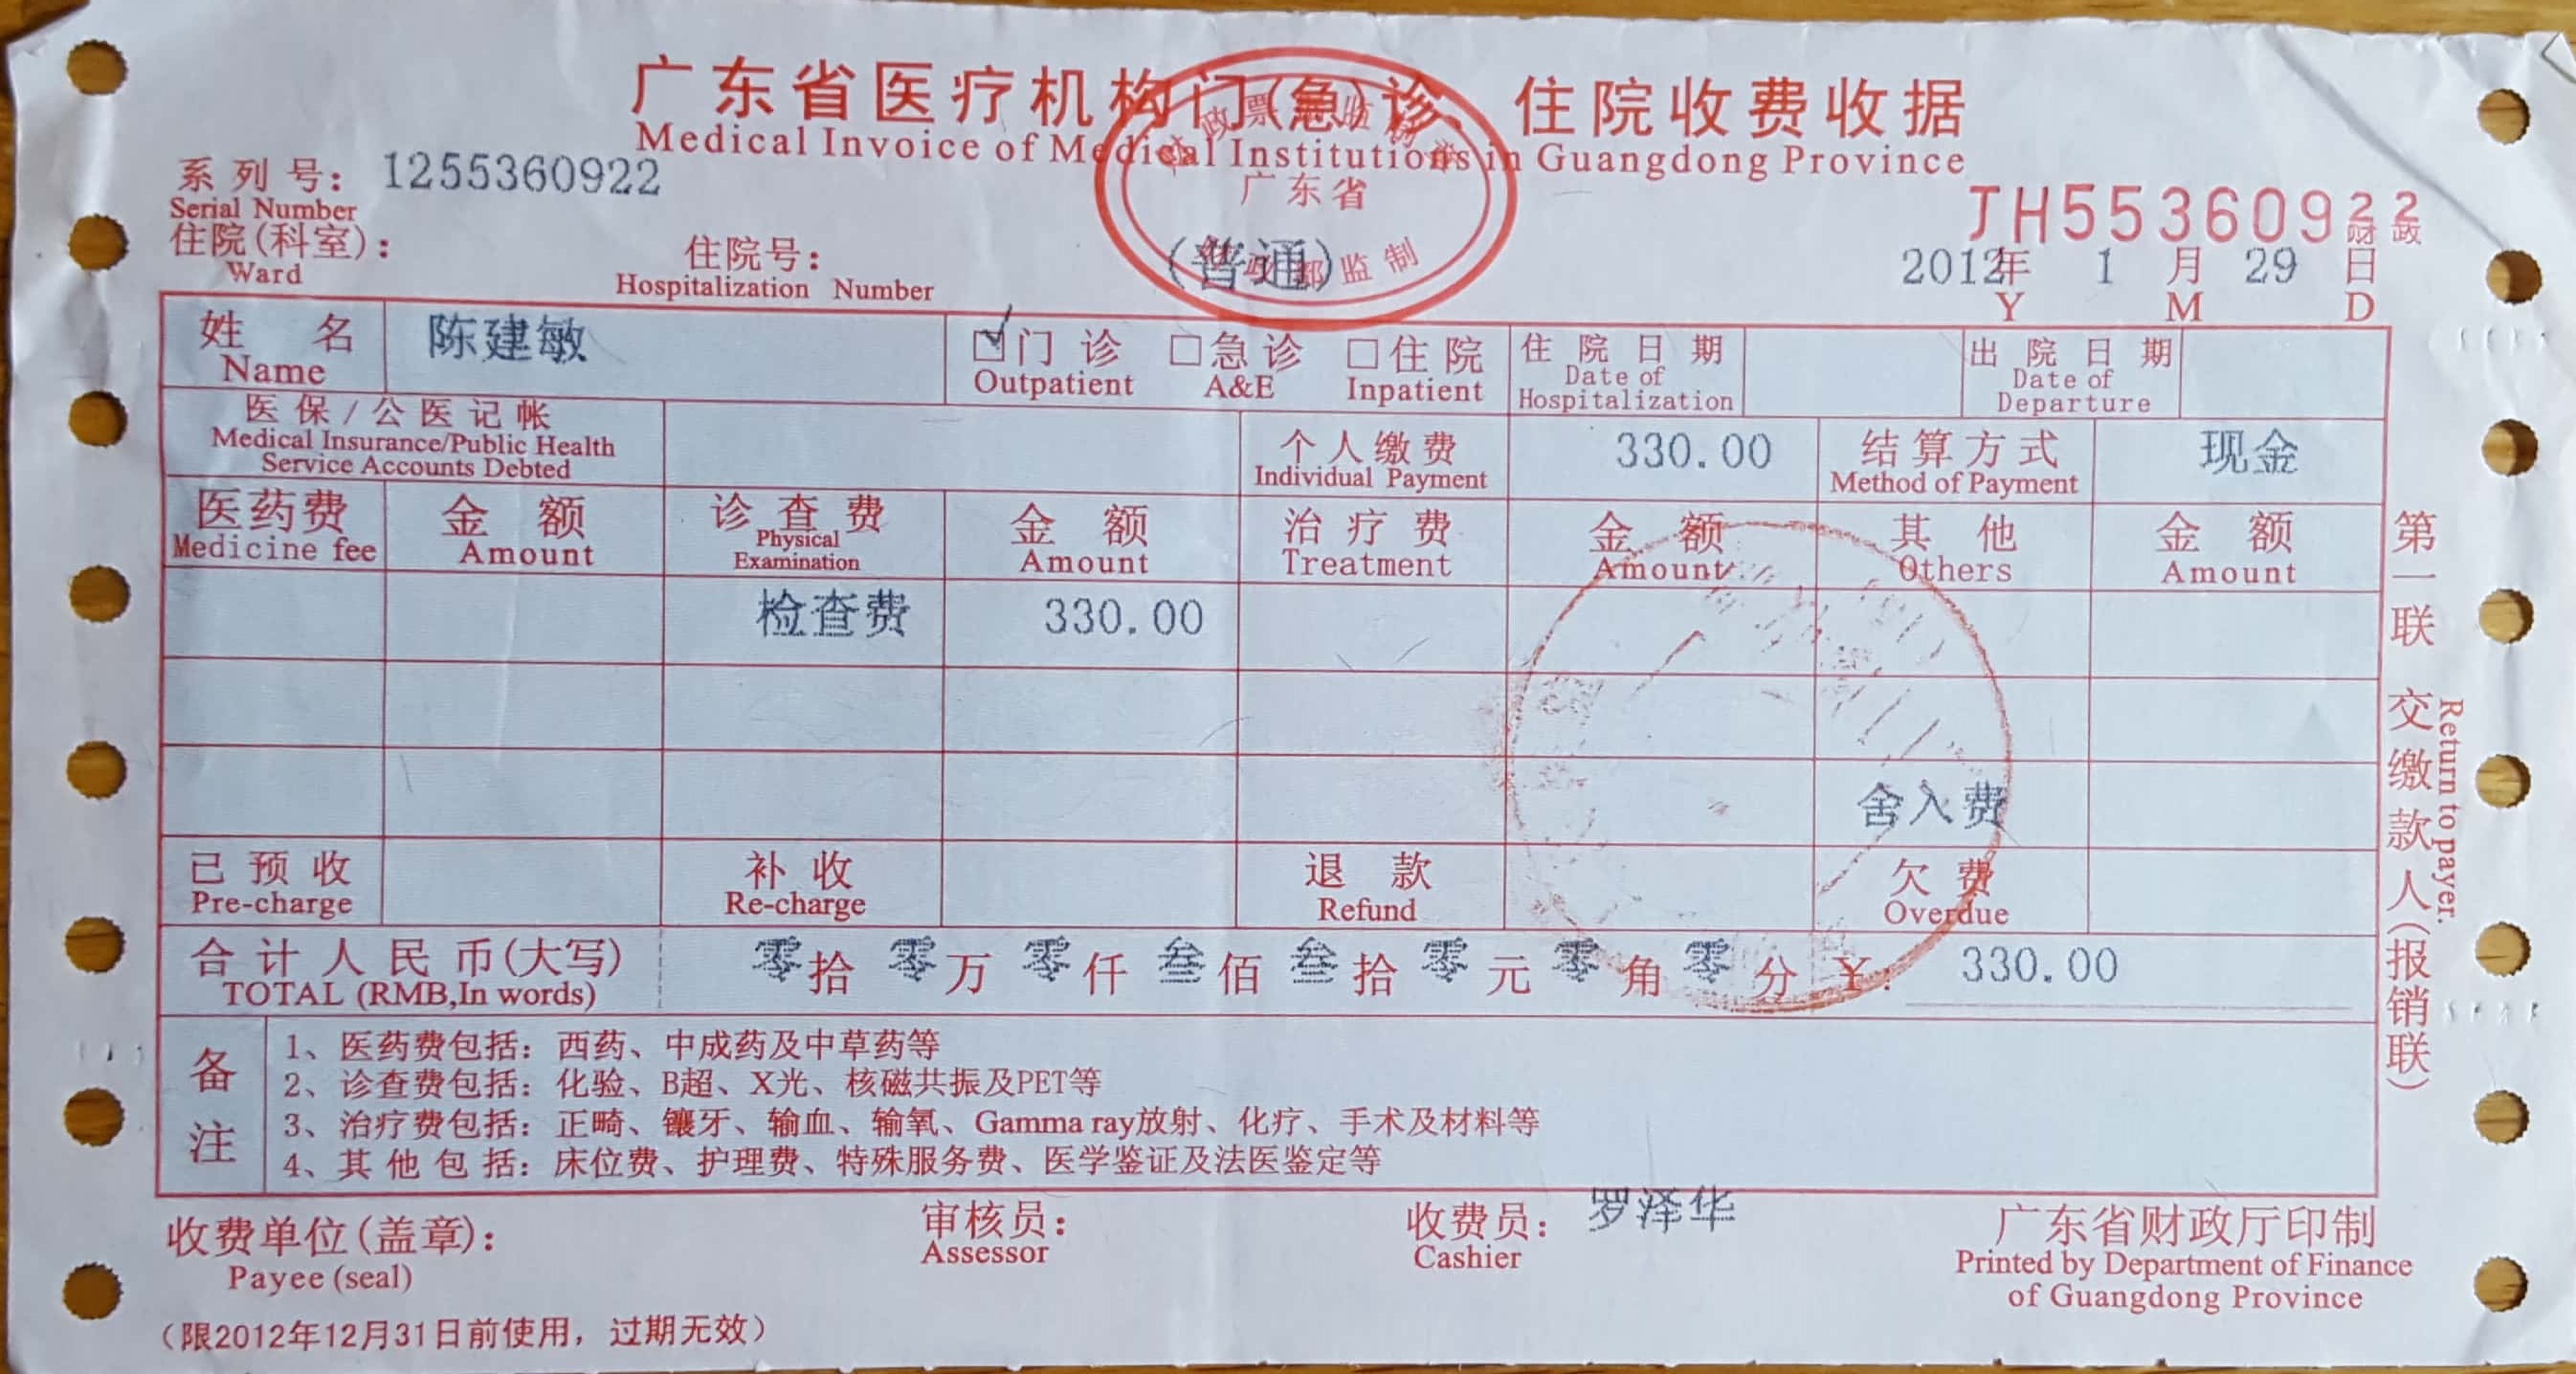 广东省医疗机构门(急)诊、住院收费收据
Medical Invoice of Medical Institutions in Guangdong Province
系列号: 1255360922
Serial Number
JH55360922
财政
广东省
监制
住院(科室):
Ward
住院号:
Hospitalization Number
(普通)
2012年 1 月 29 日
Y M D
姓名 陈建敏 ☑门诊 □急诊 □住院 住院日期 出院日期
Name Outpatient A&E Inpatient Date of Hospitalization Date of Departure
医保/公医记帐 个人缴费 330.00 结算方式 现金
Medical Insurance/Public Health Service Accounts Debted Individual Payment Method of Payment
医药费 金额 诊查费 金额 治疗费 金额 其他 金额
Medicine fee Amount Physical Examination Amount Treatment Amount Others Amount
检查费 330.00
舍入费
已预收 补收 退款 欠费
Pre-charge Re-charge Refund Overdue
合计人民币(大写) 零拾零万零仟叁佰叁拾零元零角零分 ¥: 330.00
TOTAL (RMB,In words)
备注
1、医药费包括：西药、中成药及中草药等
2、诊查费包括：化验、B超、X光、核磁共振及PET等
3、治疗费包括：正畸、镶牙、输血、输氧、Gamma ray放射、化疗、手术及材料等
4、其他包括：床位费、护理费、特殊服务费、医学鉴证及法医鉴定等
第一联 交缴款人(报销联)
Return to payer.
收费单位(盖章): 审核员: 收费员: 罗泽华 广东省财政厅印制
Payee (seal) Assessor Cashier Printed by Department of Finance
of Guangdong Province
(限2012年12月31日前使用，过期无效)